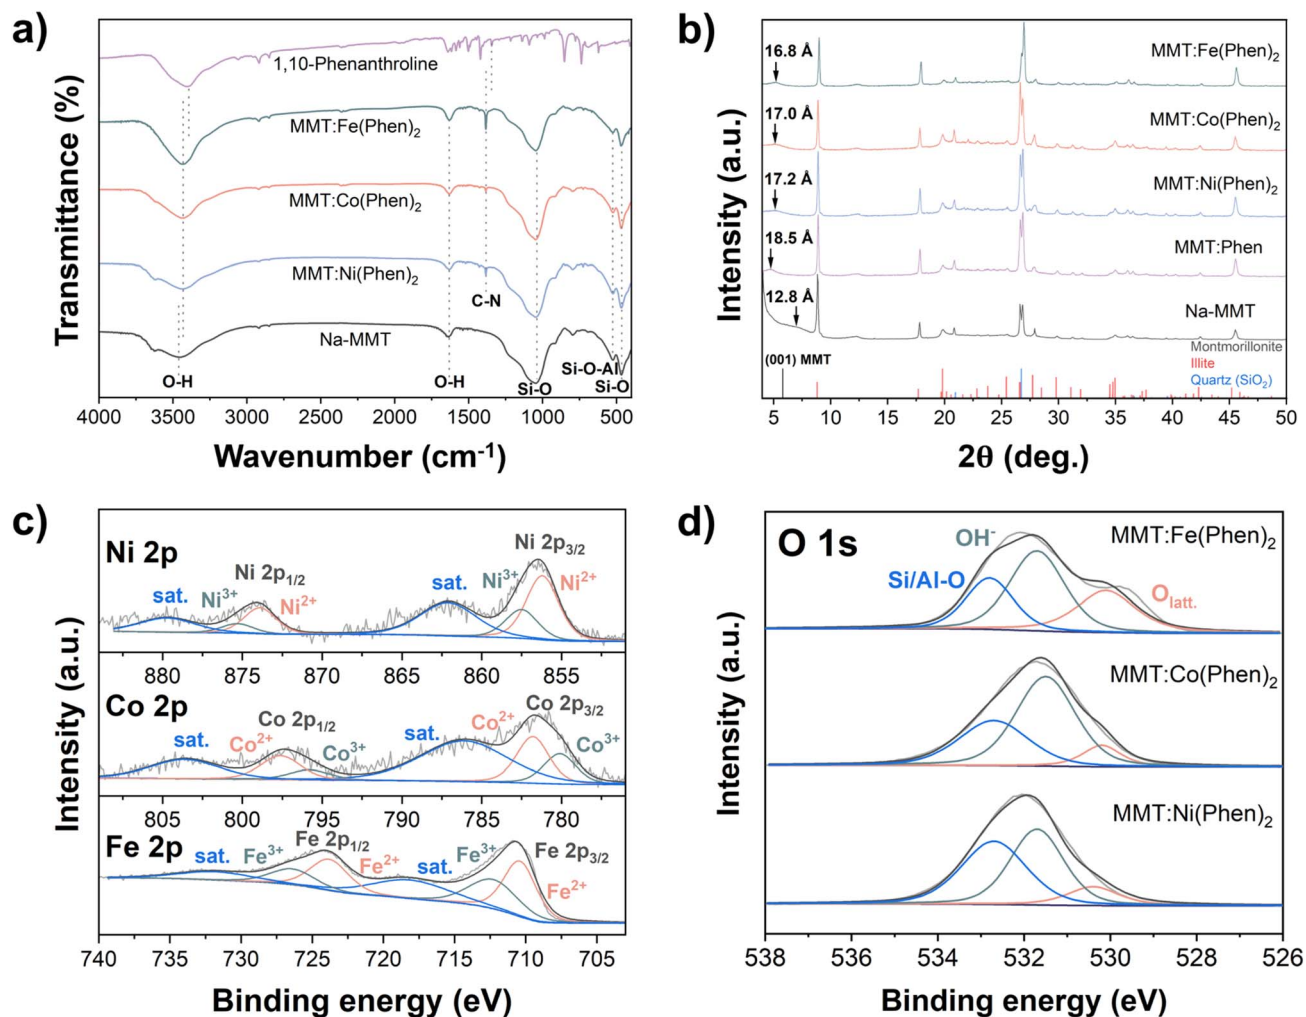 a)
1,10-Phenanthroline
MMT:Fe(Phen)₂
MMT:Co(Phen)₂
MMT:Ni(Phen)₂
C-N
Na-MMT
O-H
O-H
Si-O
Si-O-Al
Si-O
4000 3500 3000 2500 2000 1500 1000 500
Wavenumber (cm⁻¹)
Transmittance (%)
b)
16.8 Å
MMT:Fe(Phen)₂
17.0 Å
MMT:Co(Phen)₂
17.2 Å
MMT:Ni(Phen)₂
18.5 Å
MMT:Phen
12.8 Å
Na-MMT
(001) MMT
Montmorillonite
Illite
Quartz (SiO₂)
5 10 15 20 25 30 35 40 45 50
2θ (deg.)
Intensity (a.u.)
c)
Ni 2p
Ni 2p₃/₂
Ni 2p₁/₂
sat.
Ni³⁺
Ni²⁺
sat.
Ni³⁺
Ni²⁺
880 875 870 865 860 855
Co 2p
Co 2p₁/₂
Co 2p₃/₂
sat.
Co²⁺
Co³⁺
sat.
Co²⁺
Co³⁺
805 800 795 790 785 780
Fe 2p
Fe 2p₁/₂
Fe 2p₃/₂
sat.
Fe³⁺
Fe²⁺
sat.
Fe³⁺
Fe²⁺
740 735 730 725 720 715 710 705
Binding energy (eV)
Intensity (a.u.)
d)
O 1s
OH⁻
MMT:Fe(Phen)₂
Si/Al-O
Oₗₐₜₜ.
MMT:Co(Phen)₂
MMT:Ni(Phen)₂
538 536 534 532 530 528 526
Binding energy (eV)
Intensity (a.u.)